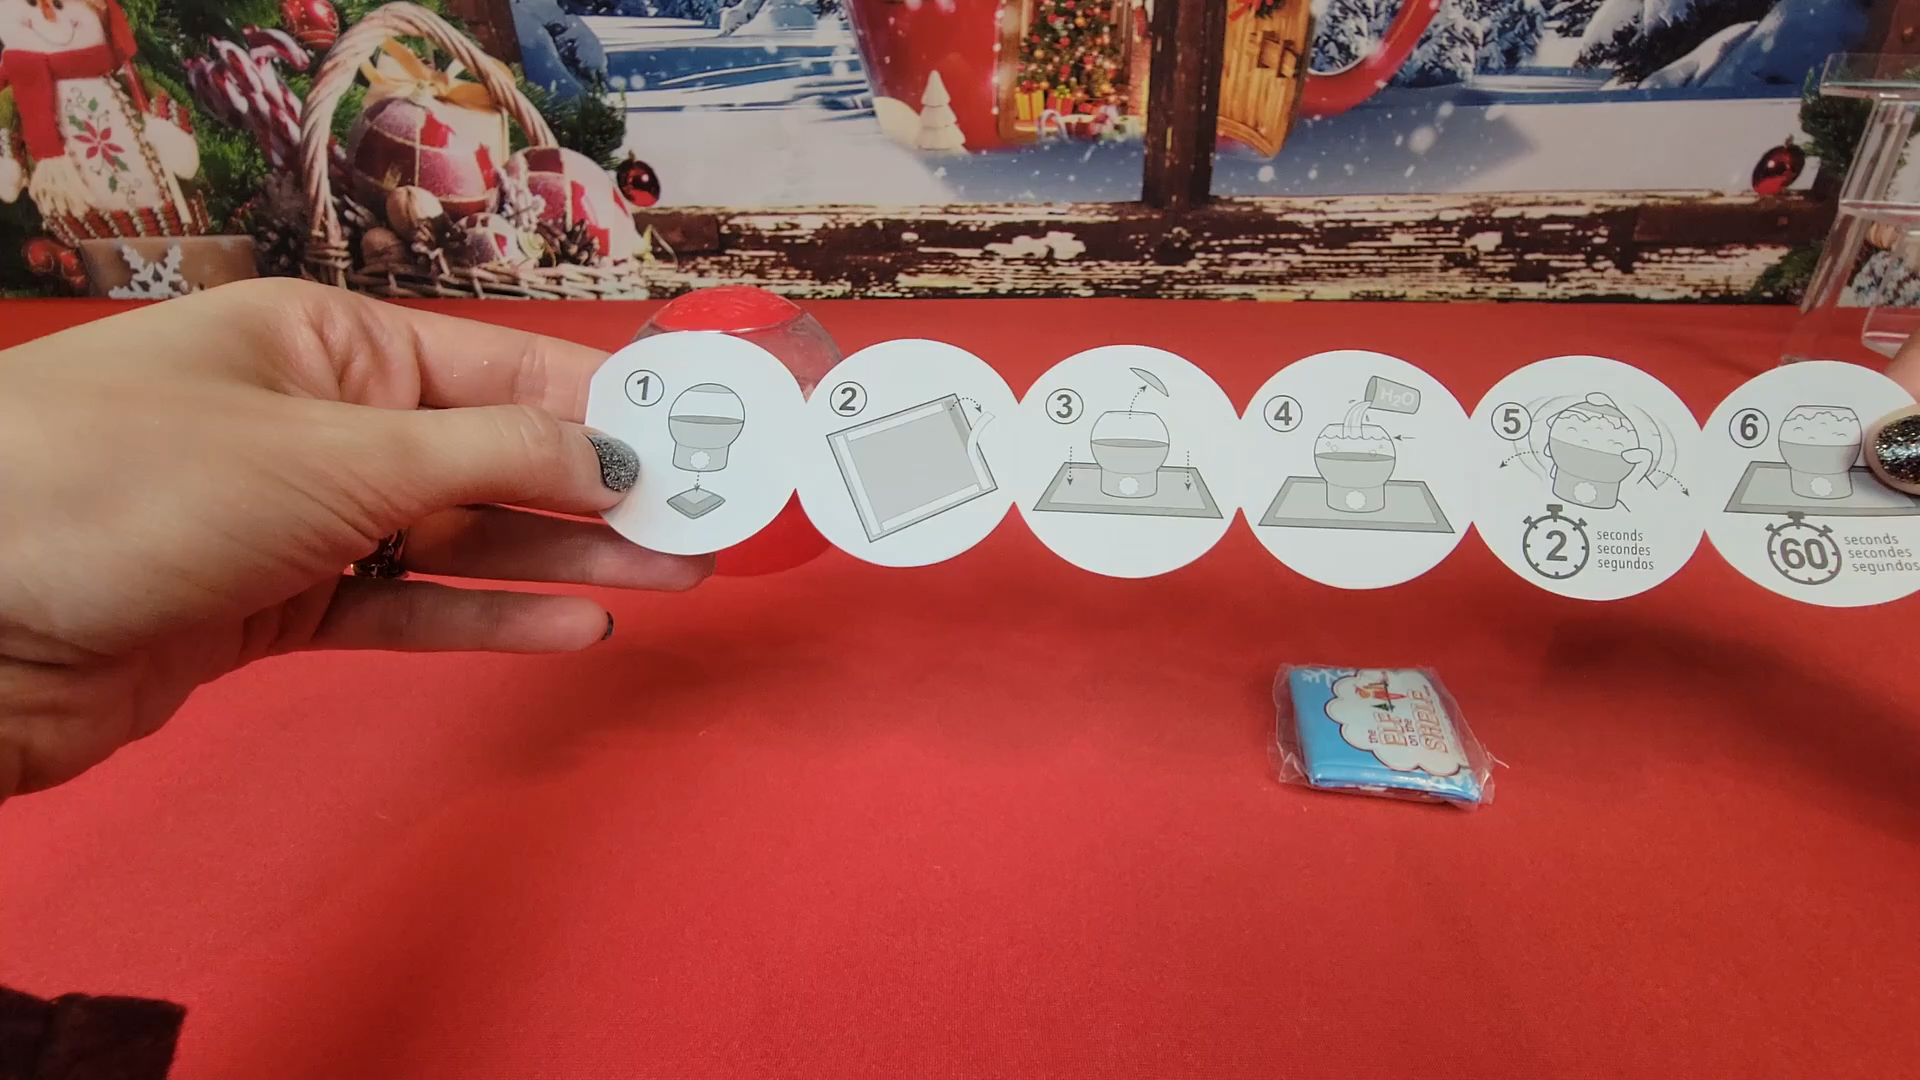 1
2
3
4
H₂O
5
2
seconds
secondes
segundos
6
60
seconds
secondes
segundos
the
ELF
on the
SHELF